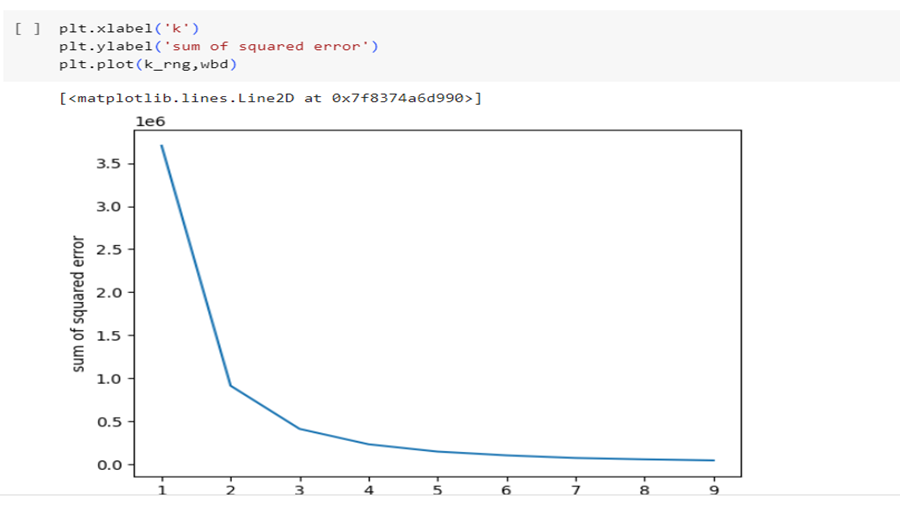 [ ] plt.xlabel('k')
plt.ylabel('sum of squared error')
plt.plot(k_rng,wbd)
[<matplotlib.lines.Line2D at 0x7f8374a6d990>]
1e6
3.5
3.0
2.5
2.0
1.5
1.0
0.5
0.0
sum of squared error
1 2 3 4 5 6 7 8 9